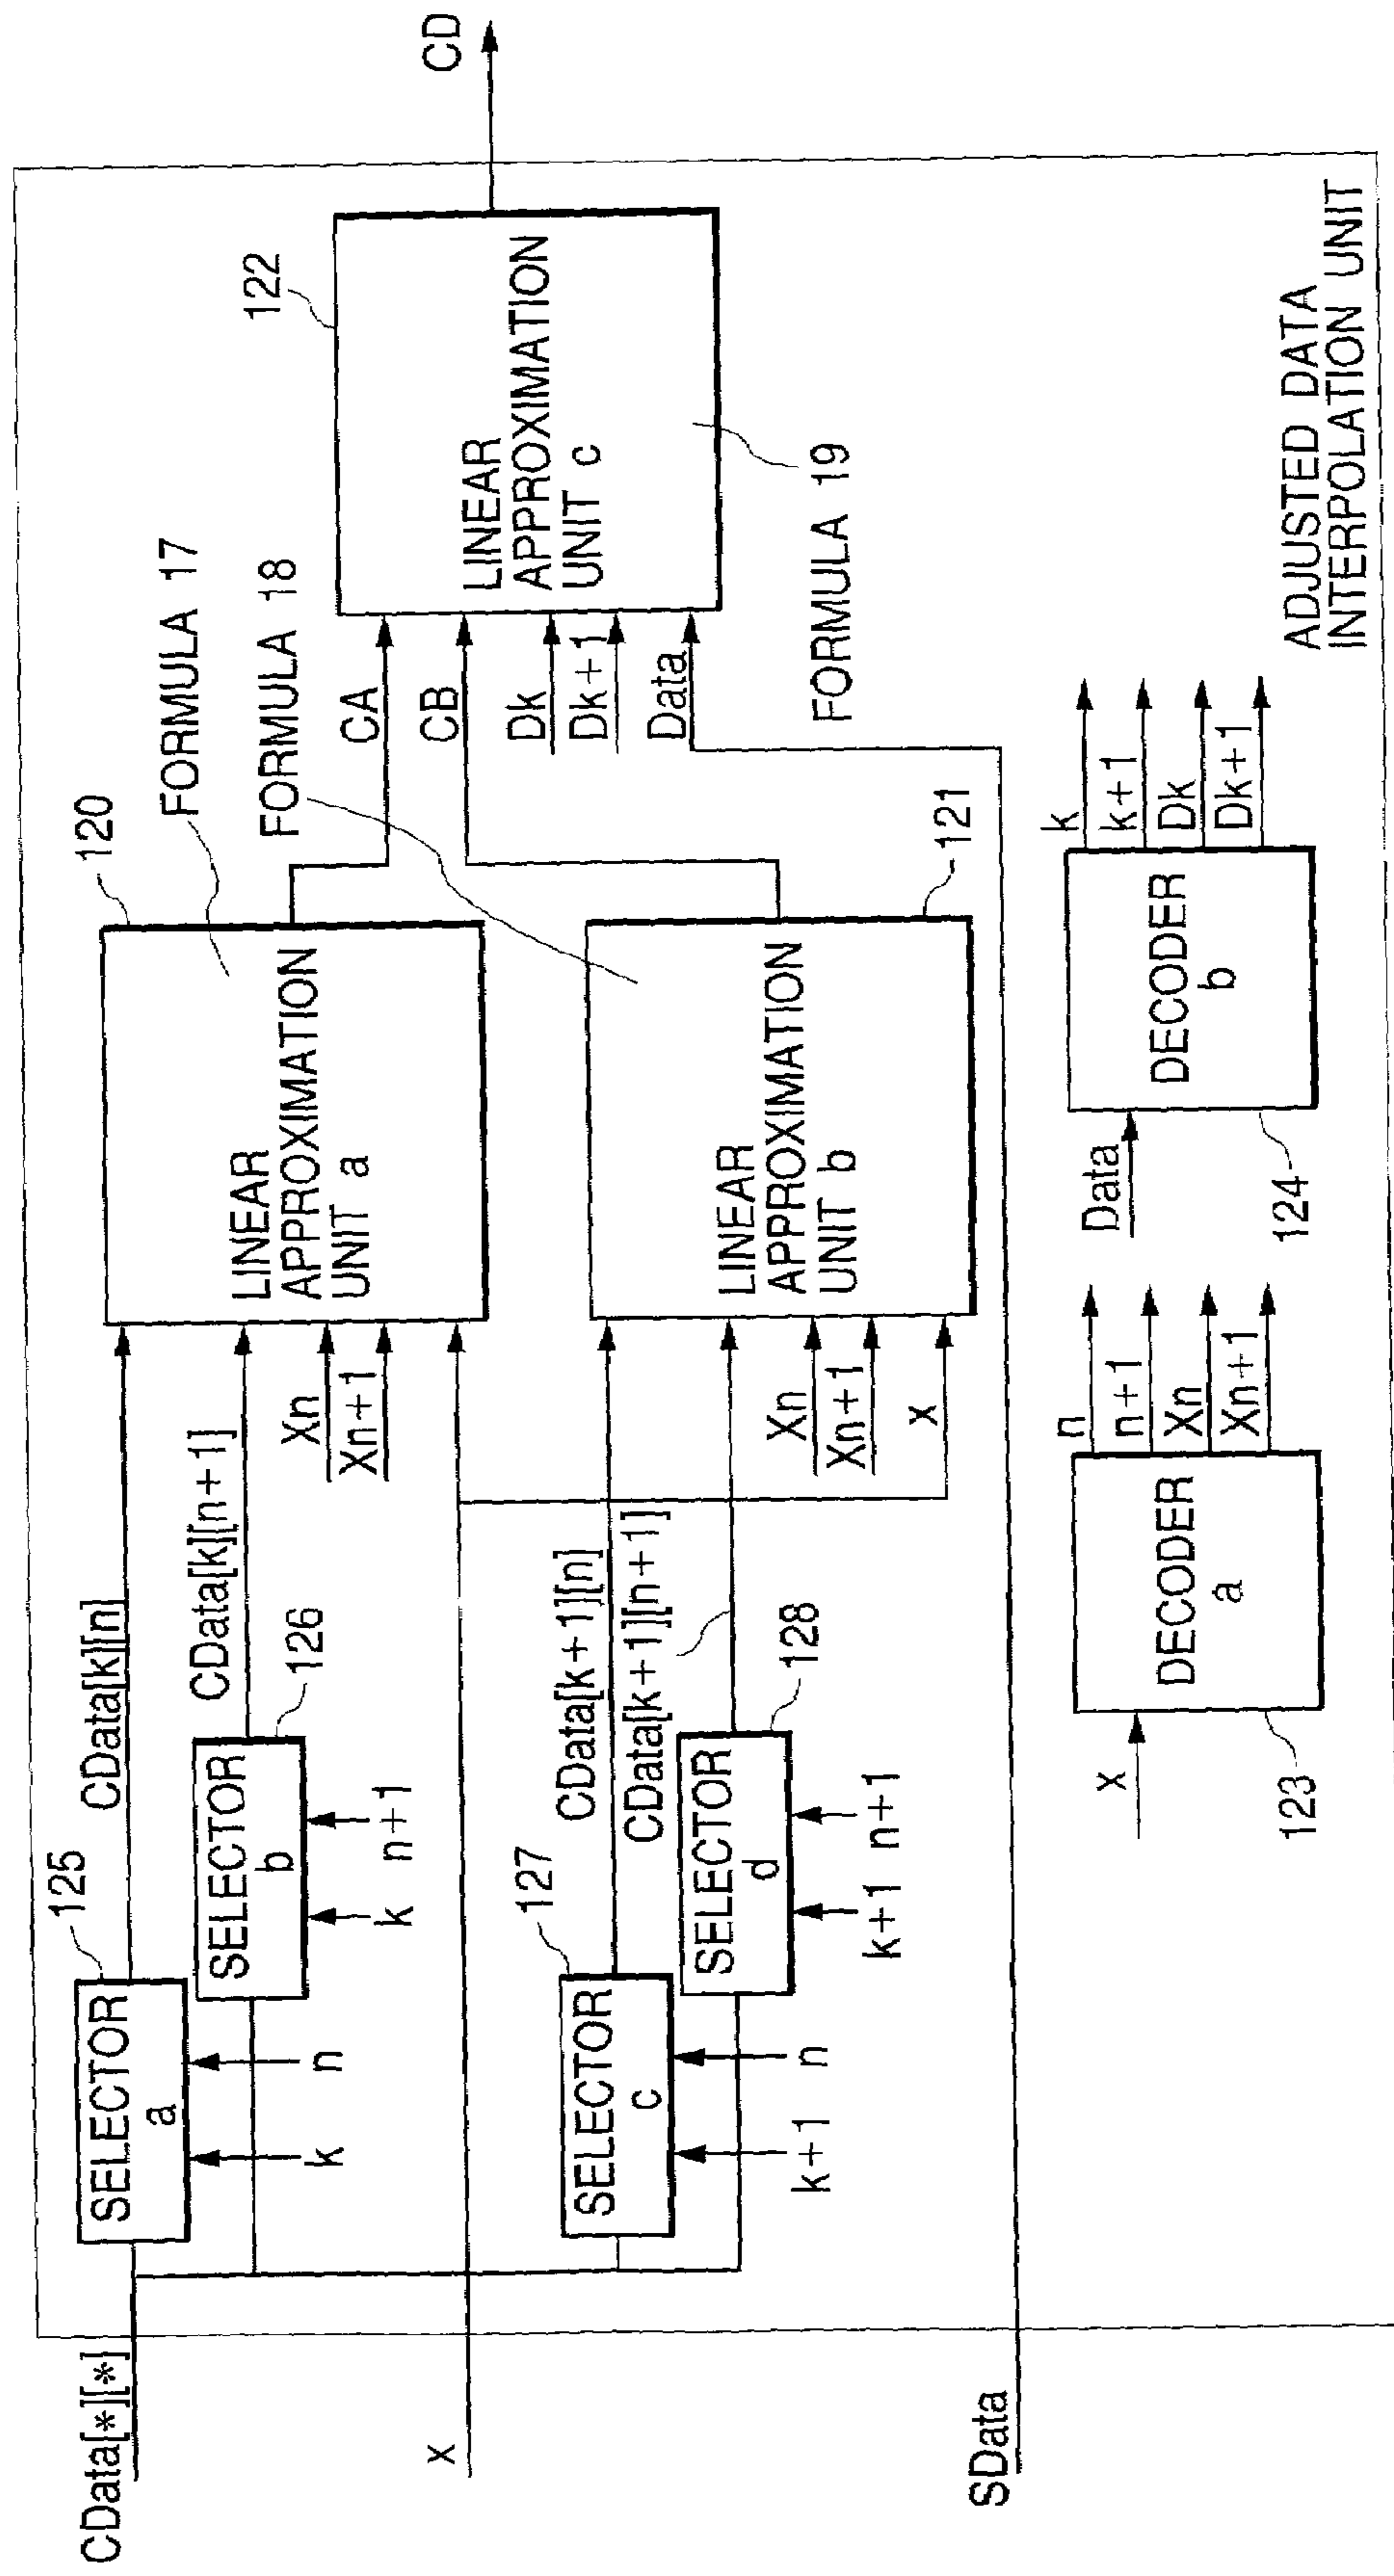 CData[*][*]
x
SData
SELECTOR
a
125
k
n
SELECTOR
b
126
k
n+1
SELECTOR
c
127
k+1
n
SELECTOR
d
128
k+1
n+1
CData[k][n]
CData[k][n+1]
Xn
Xn+1
CData[k+1][n]
CData[k+1][n+1]
Xn
Xn+1
x
LINEAR
APPROXIMATION
UNIT a
120
FORMULA 17
LINEAR
APPROXIMATION
UNIT b
121
FORMULA 18
CA
CB
Dk
Dk+1
Data
LINEAR
APPROXIMATION
UNIT c
122
FORMULA 19
CD
x
DECODER
a
123
n
n+1
Xn
Xn+1
Data
DECODER
b
124
k
k+1
Dk
Dk+1
ADJUSTED DATA
INTERPOLATION UNIT